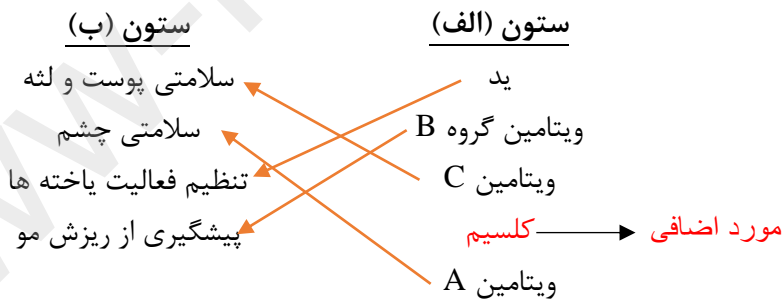 ستون (الف) ستون (ب)
ید سلامتی پوست و لثه
ویتامین گروه B سلامتی چشم
ویتامین C تنظیم فعالیت یاخته ها
مورد اضافی کلسیم پیشگیری از ریزش مو
ویتامین A